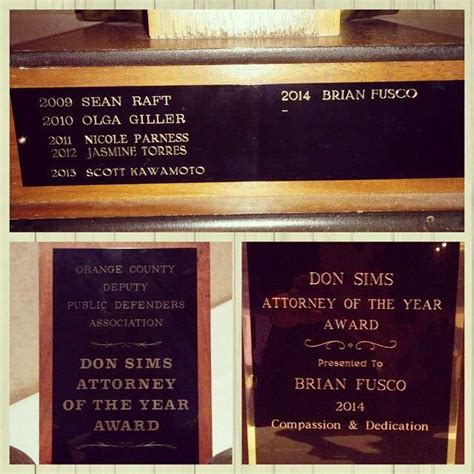 2009 SEAN RAFT
2010 OLGA GILLER
2011 NICOLE PARNESS
2012 JASMINE TORRES
2013 SCOTT KAWAMOTO
2014 BRIAN FUSCO
ORANGE COUNTY
DEPUTY
PUBLIC DEFENDERS
ASSOCIATION
DON SIMS
ATTORNEY
OF THE YEAR
AWARD
DON SIMS
ATTORNEY OF THE YEAR
AWARD
Presented To
BRIAN FUSCO
2014
Compassion & Dedication